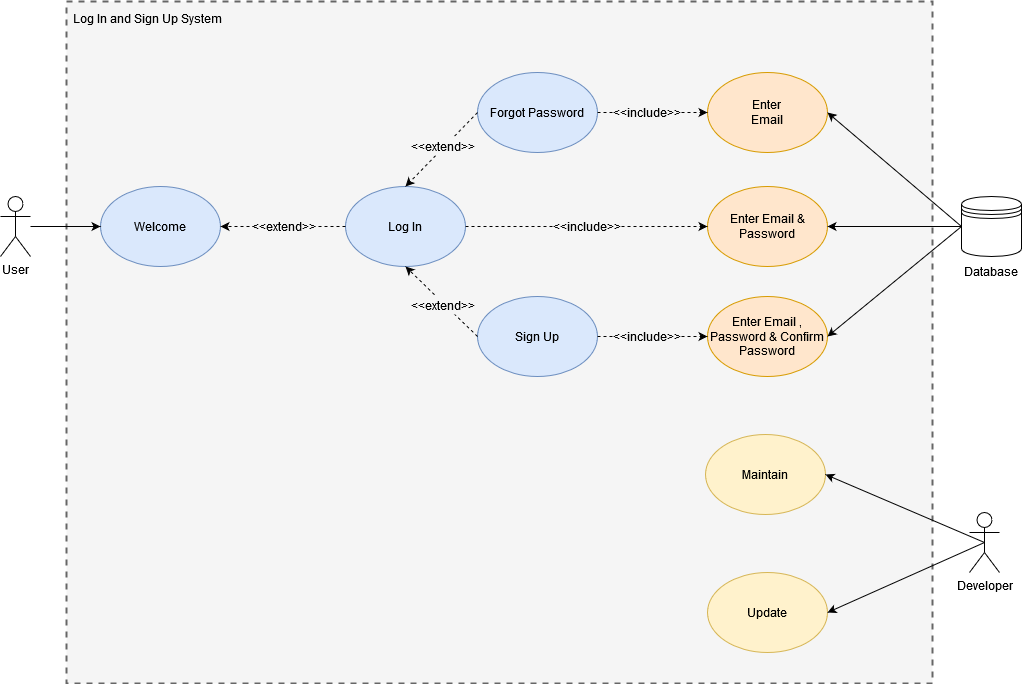 Log In and Sign Up System
Forgot Password
<<include>>
Enter
Email
<<extend>>
User
Welcome
<<extend>>
Log In
<<include>>
Enter Email &
Password
Database
<<extend>>
Sign Up
<<include>>
Enter Email ,
Password & Confirm
Password
Maintain
Developer
Update